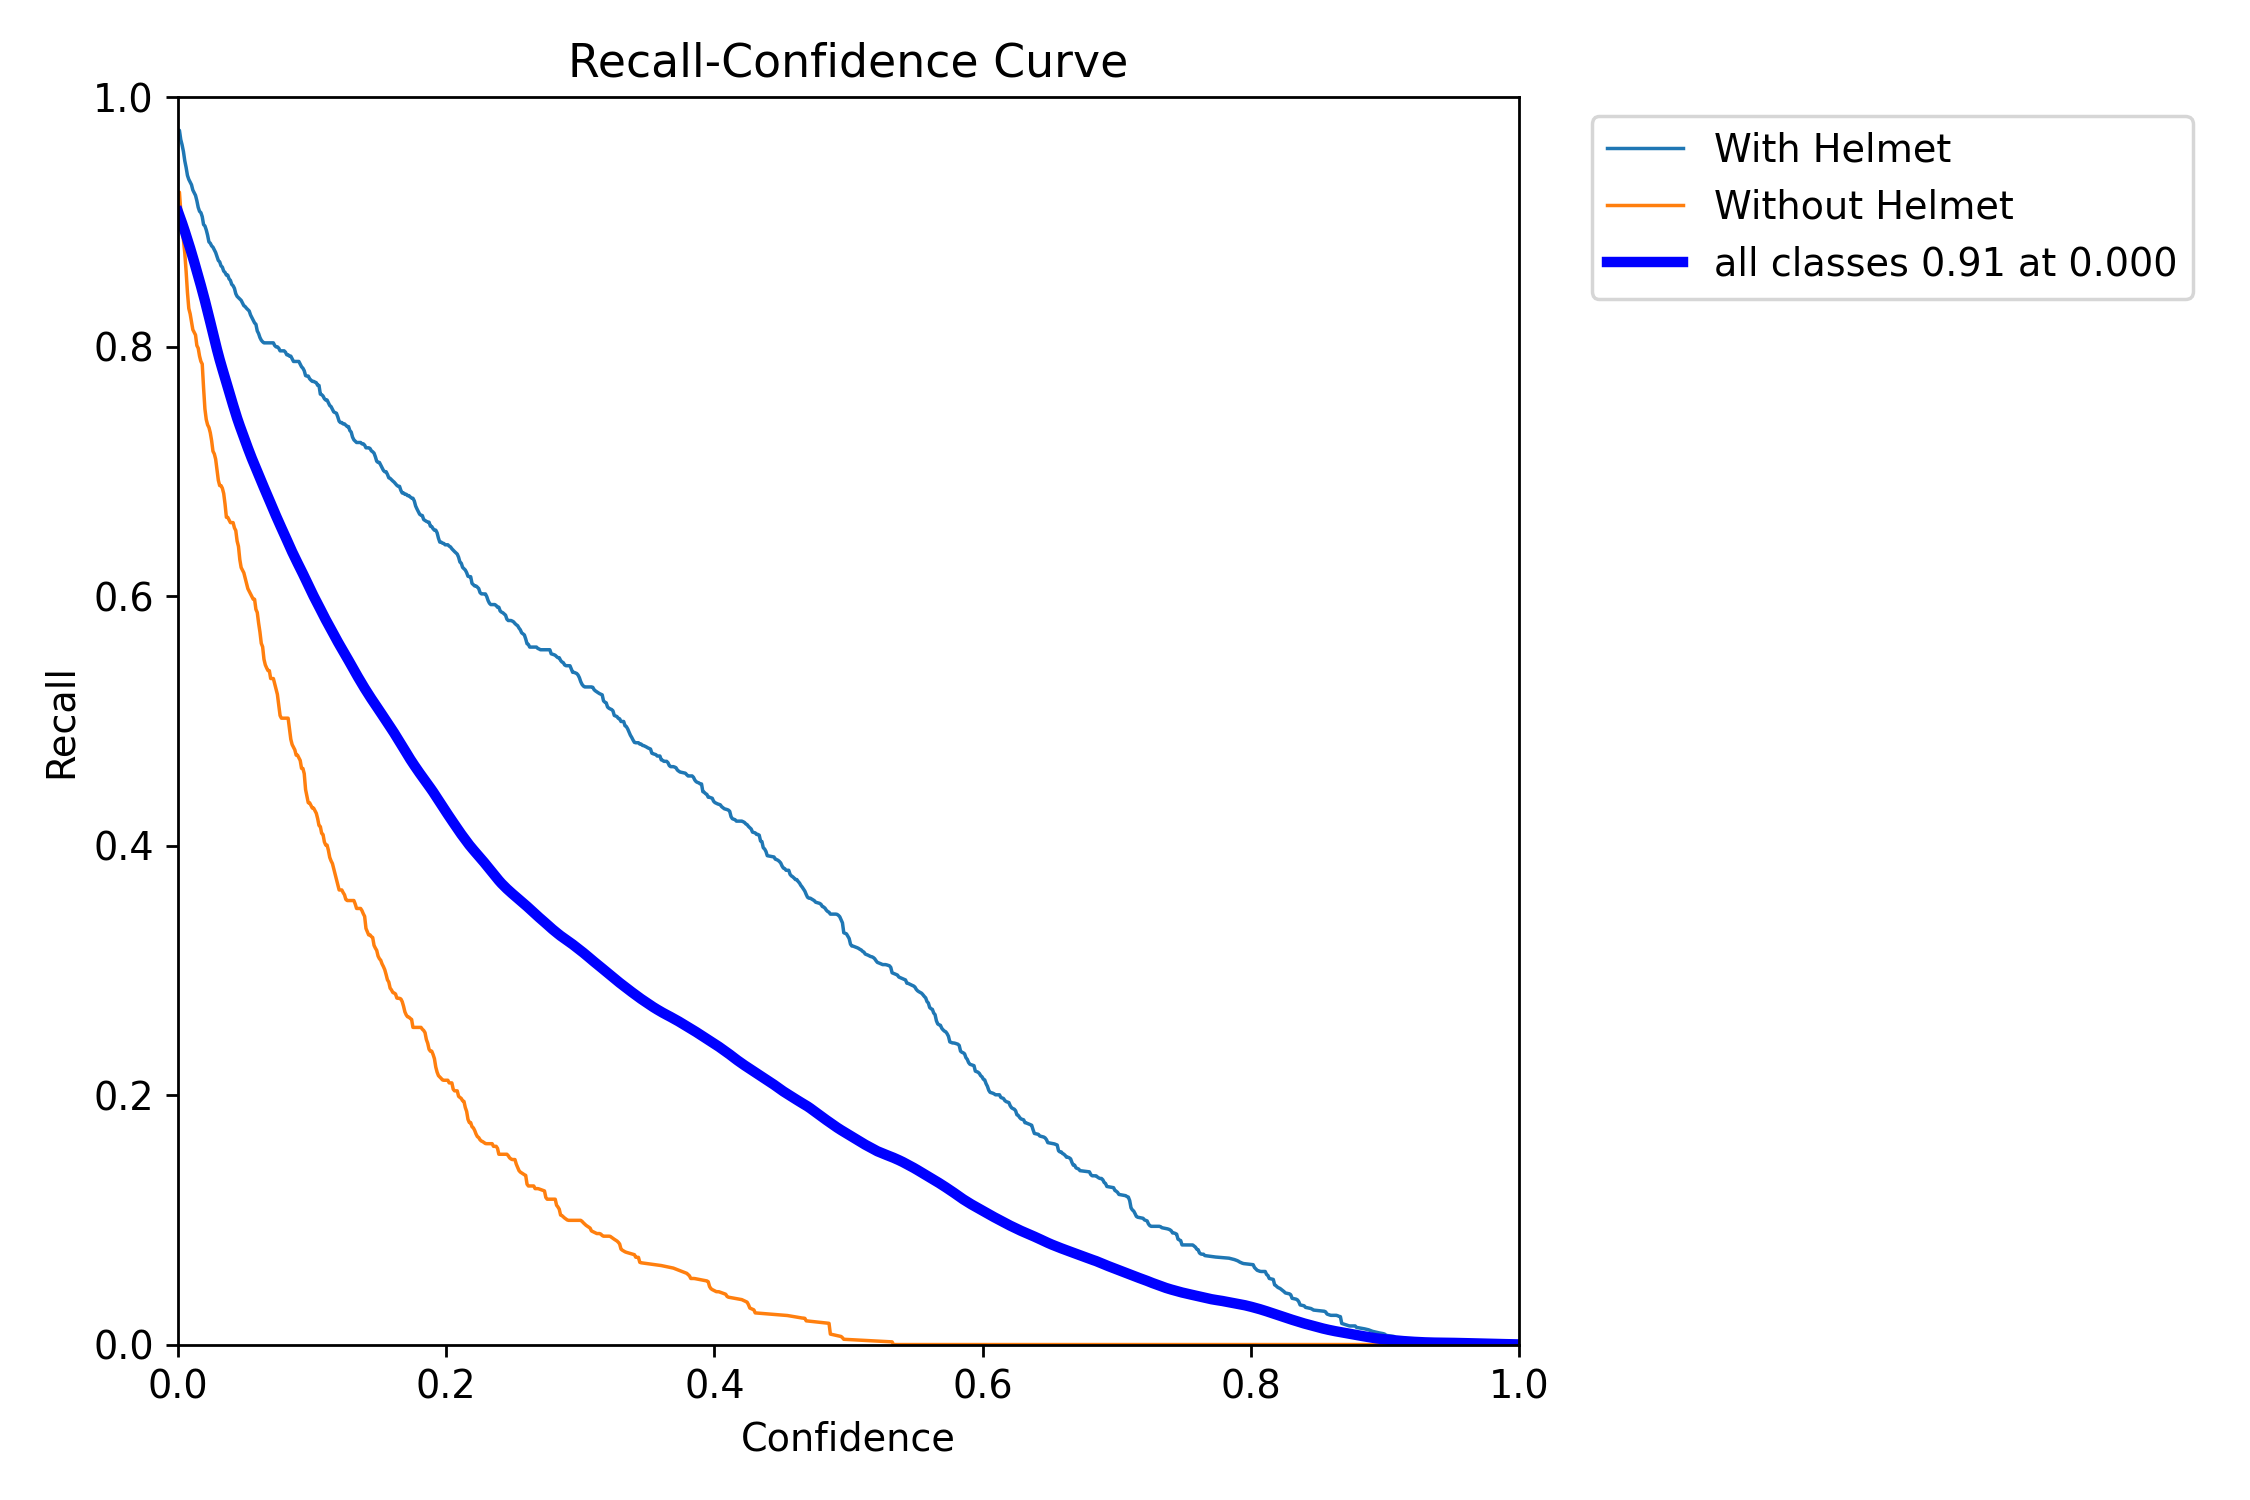 Recall-Confidence Curve
With Helmet
Without Helmet
all classes 0.91 at 0.000
1.0
0.8
0.6
0.4
0.2
0.0
Recall
0.0 0.2 0.4 0.6 0.8 1.0
Confidence